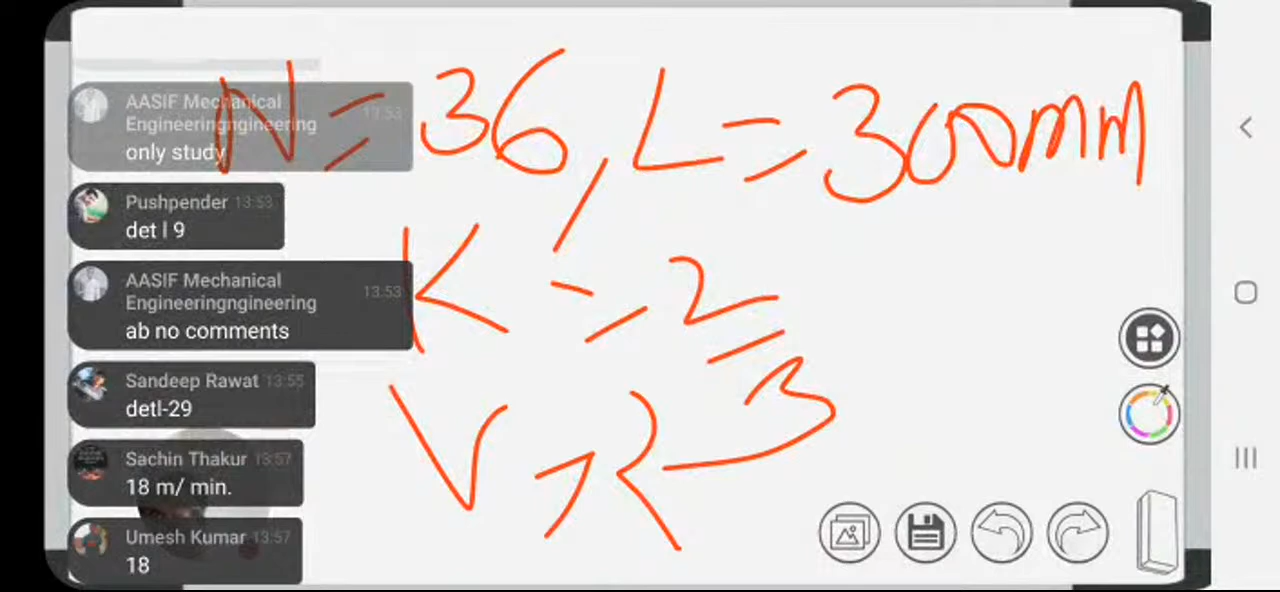 N = 36, L = 300mm
K = 2
AASIF Mechanical
Engineeringngineering 13:53
only study
Pushpender 13:53
det l 9
AASIF Mechanical
Engineeringngineering 13:53
ab no comments
Sandeep Rawat 13:55
detl-29
Sachin Thakur 13:57
18 m/ min.
Umesh Kumar 13:57
18